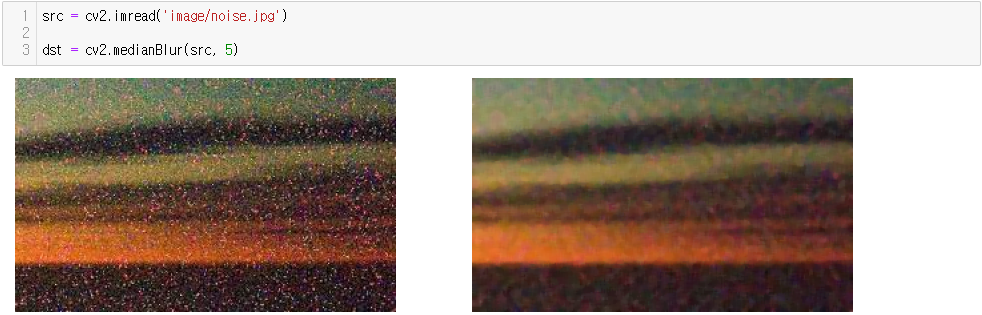 1 src = cv2.imread('image/noise.jpg')
2
3 dst = cv2.medianBlur(src, 5)